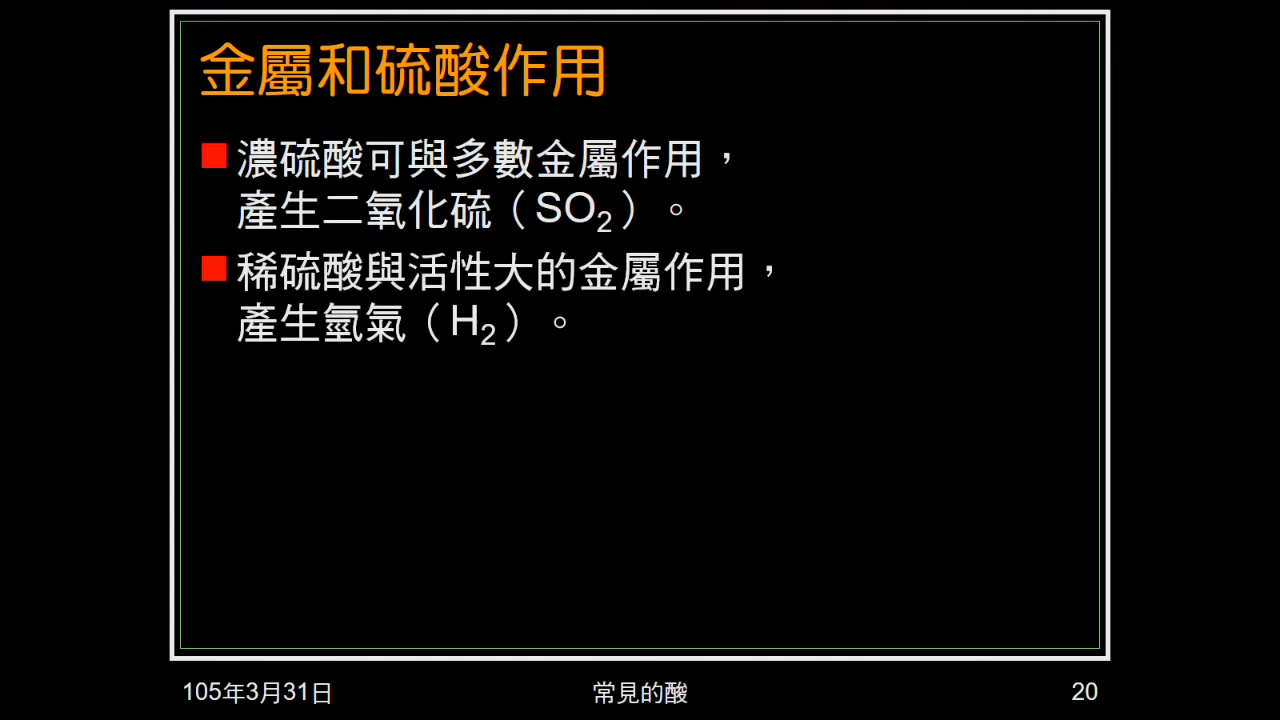 金屬和硫酸作用
濃硫酸可與多數金屬作用，
產生二氧化硫（SO₂）。
稀硫酸與活性大的金屬作用，
產生氫氣（H₂）。
105年3月31日
常見的酸
20